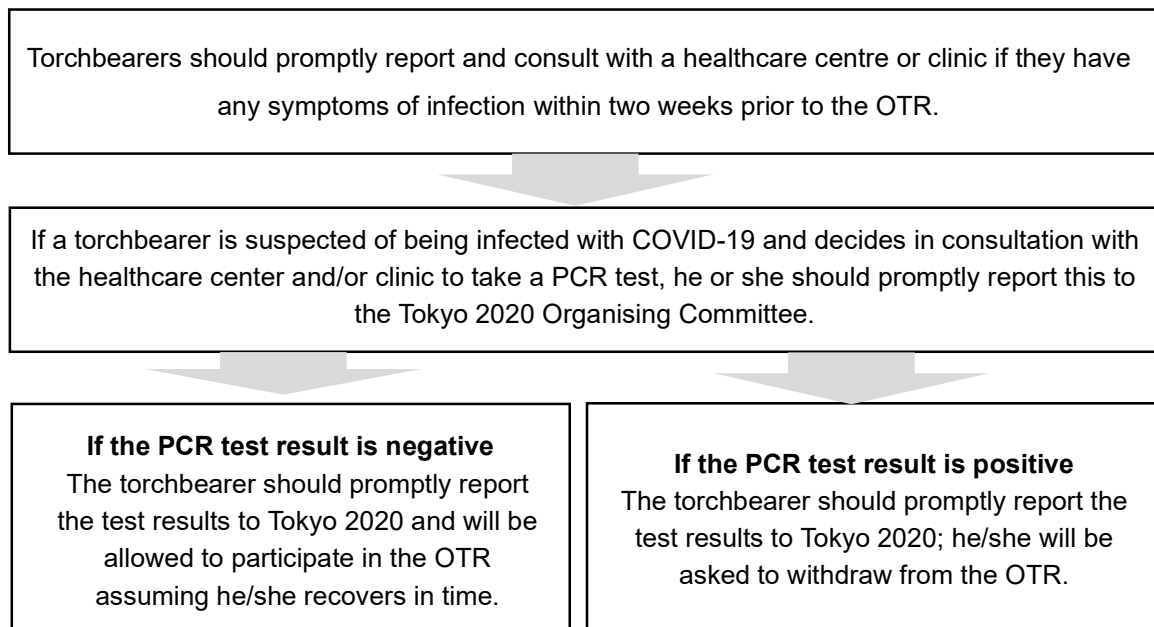 Torchbearers should promptly report and consult with a healthcare centre or clinic if they have
any symptoms of infection within two weeks prior to the OTR.
If a torchbearer is suspected of being infected with COVID-19 and decides in consultation with
the healthcare center and/or clinic to take a PCR test, he or she should promptly report this to
the Tokyo 2020 Organising Committee.
If the PCR test result is negative
The torchbearer should promptly report
the test results to Tokyo 2020 and will be
allowed to participate in the OTR
assuming he/she recovers in time.
If the PCR test result is positive
The torchbearer should promptly report the
test results to Tokyo 2020; he/she will be
asked to withdraw from the OTR.